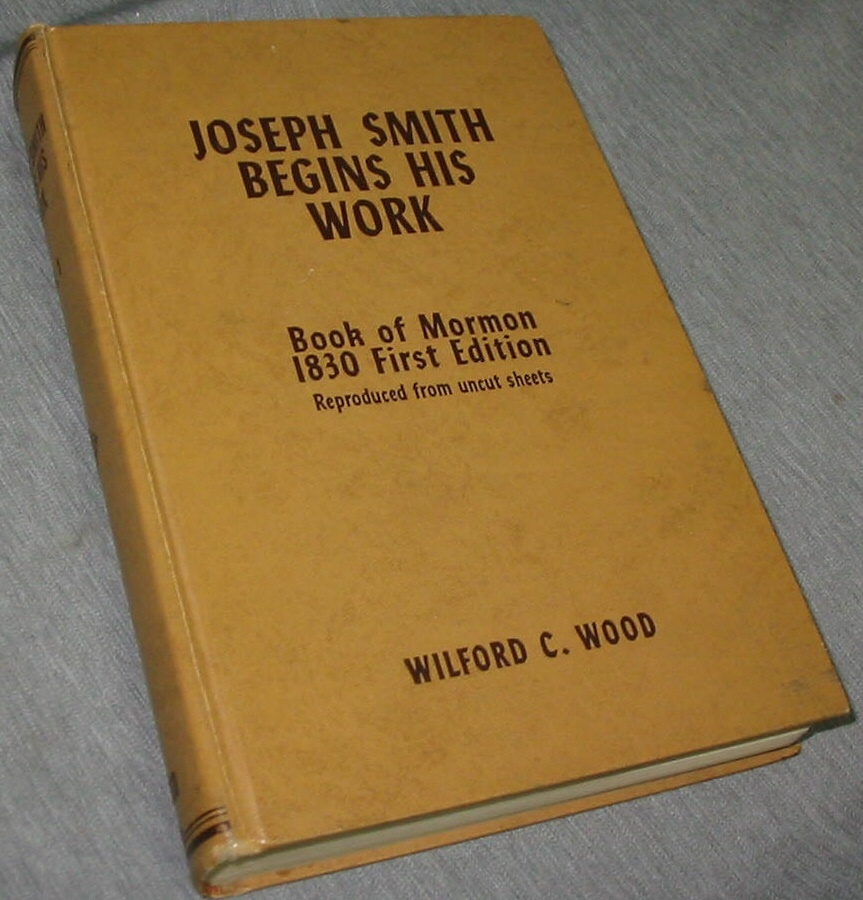 JOSEPH SMITH
BEGINS HIS
WORK
Book of Mormon
1830 First Edition
Reproduced from uncut sheets
WILFORD C. WOOD